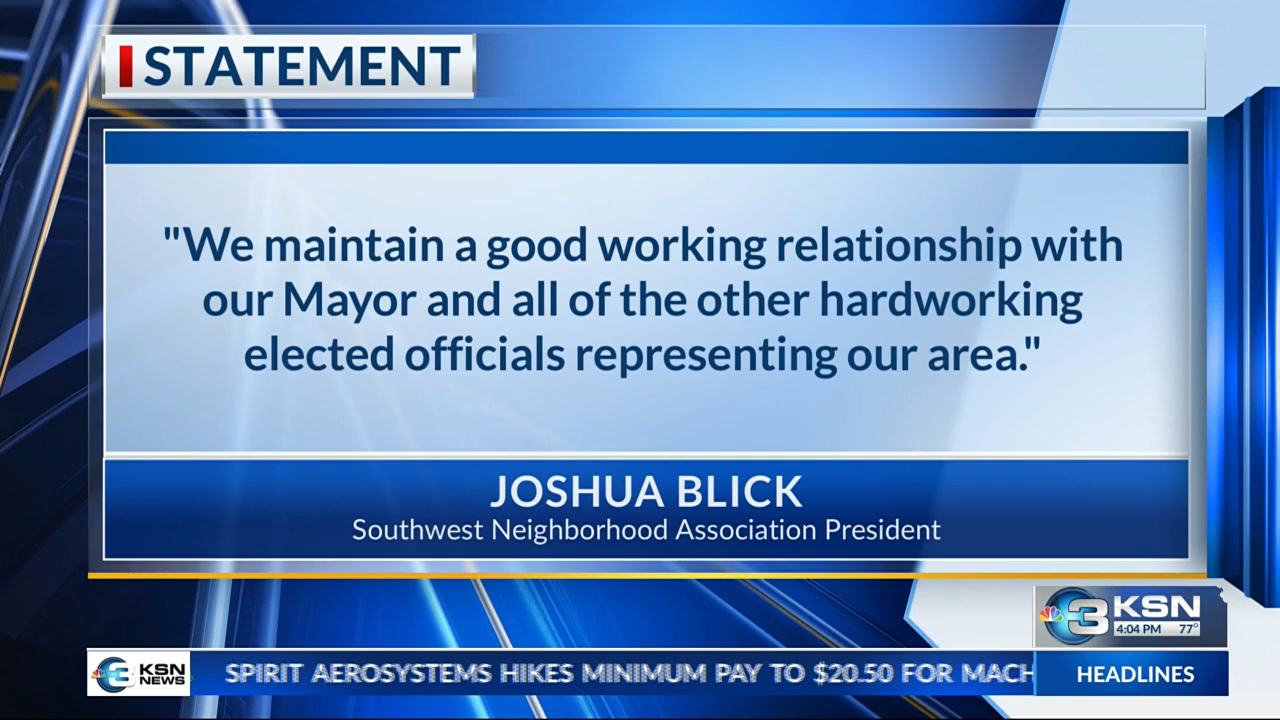 STATEMENT
"We maintain a good working relationship with
our Mayor and all of the other hardworking
elected officials representing our area."
JOSHUA BLICK
Southwest Neighborhood Association President
3 KSN
4:04 PM 77°
3 KSN
NEWS
SPIRIT AEROSYSTEMS HIKES MINIMUM PAY TO $20.50 FOR MACH
HEADLINES